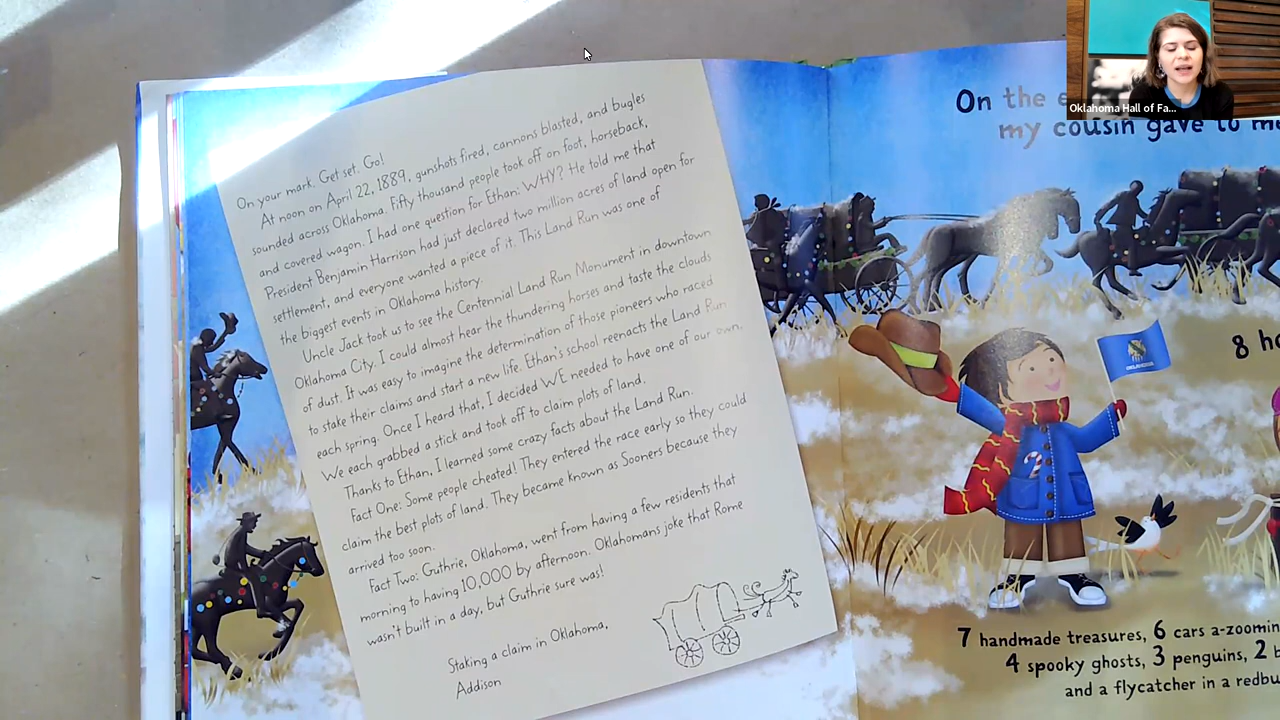 On your mark. Get set. Go!
At noon on April 22, 1889, gunshots fired, cannons blasted, and bugles
sounded across Oklahoma. Fifty thousand people took off on foot, horseback,
and covered wagon. I had one question for Ethan: WHY? He told me that
President Benjamin Harrison had just declared two million acres of land open for
settlement, and everyone wanted a piece of it. This Land Run was one of
the biggest events in Oklahoma history.
Uncle Jack took us to see the Centennial Land Run Monument in downtown
Oklahoma City. I could almost hear the thundering horses and taste the clouds
of dust. It was easy to imagine the determination of those pioneers who raced
to stake their claims and start a new life. Ethan's school reenacts the Land Run
each spring. Once I heard that, I decided WE needed to have one of our own.
We each grabbed a stick and took off to claim plots of land.
Thanks to Ethan, I learned some crazy facts about the Land Run.
Fact One: Some people cheated! They entered the race early so they could
claim the best plots of land. They became known as Sooners because they
arrived too soon.
Fact Two: Guthrie, Oklahoma, went from having a few residents that
morning to having 10,000 by afternoon. Oklahomans joke that Rome
wasn't built in a day, but Guthrie sure was!
Staking a claim in Oklahoma,
Addison
On the
my cousin gave to me
8
OKLAHOMA
7 handmade treasures, 6 cars a-zoomin
4 spooky ghosts, 3 penguins, 2
and a flycatcher in a redbu
Oklahoma Hall of Fa...